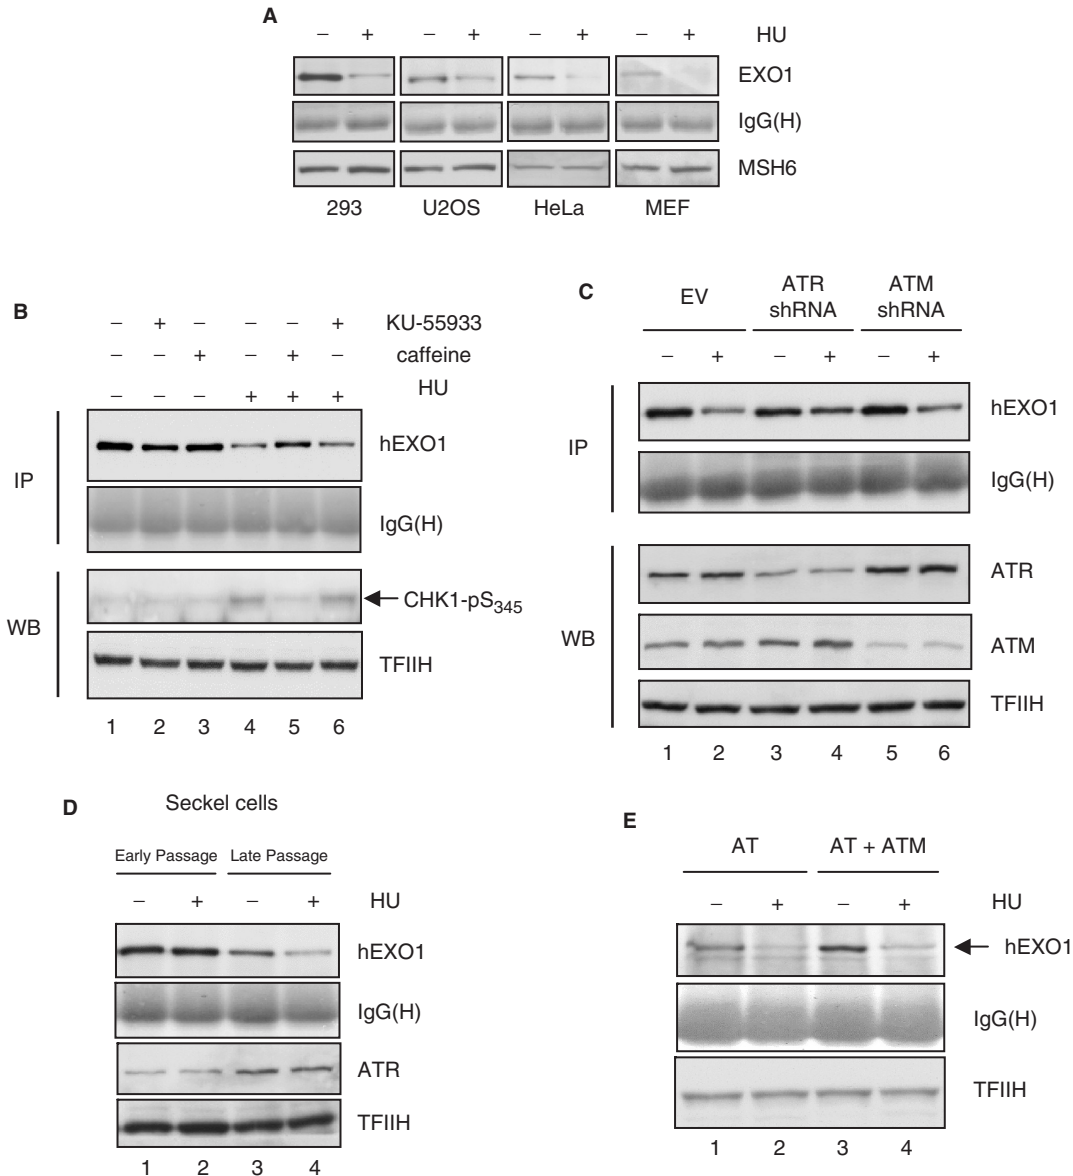 A
– + – + – + – + HU
EXO1
IgG(H)
MSH6
293 U2OS HeLa MEF
B
– + – – – + KU-55933
– – + – + – caffeine
– – – + + + HU
IP
hEXO1
IgG(H)
WB
CHK1-pS345
TFIIH
1 2 3 4 5 6
C
EV ATR shRNA ATM shRNA
– + – + – +
IP
hEXO1
IgG(H)
WB
ATR
ATM
TFIIH
1 2 3 4 5 6
D
Seckel cells
Early Passage Late Passage
– + – + HU
hEXO1
IgG(H)
ATR
TFIIH
1 2 3 4
E
AT AT + ATM
– + – + HU
hEXO1
IgG(H)
TFIIH
1 2 3 4